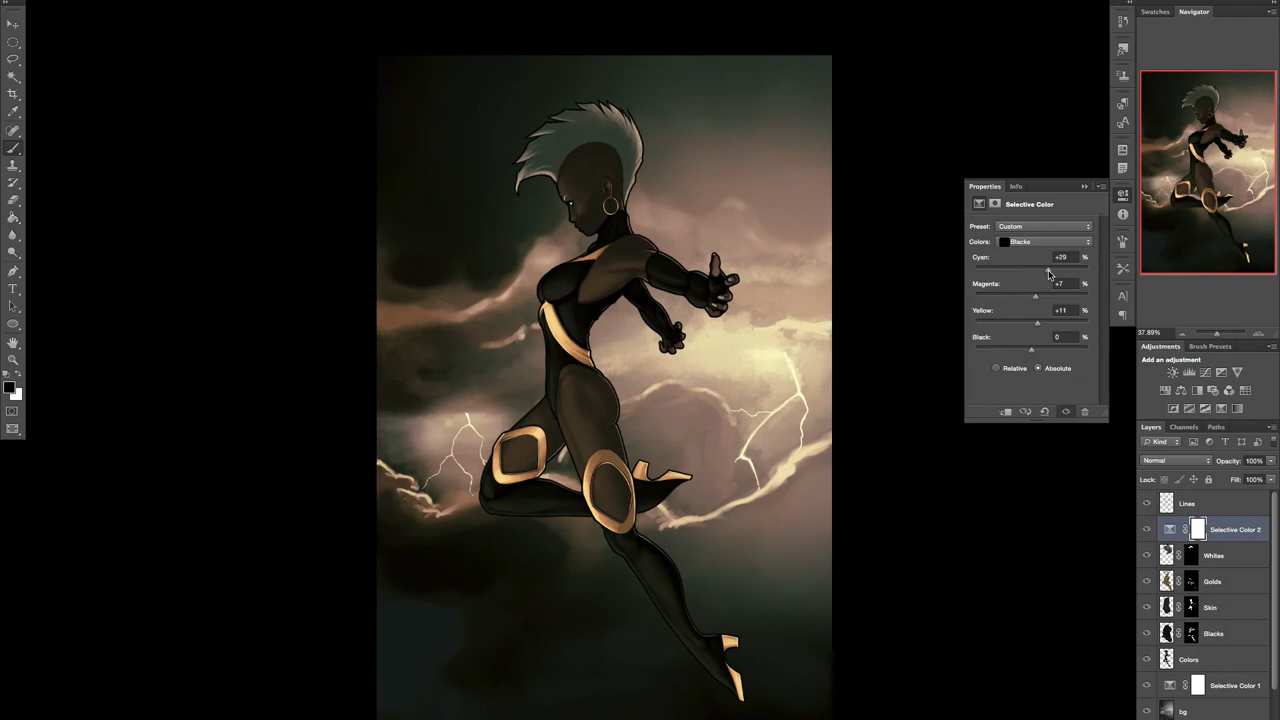 Swatches Navigator
37.89%
Properties Info
Selective Color
Preset: Custom
Colors: Blacks
Cyan: +29 %
Magenta: +7 %
Yellow: +11 %
Black: 0 %
Relative Absolute
Adjustments Brush Presets
Add an adjustment
Layers Channels Paths
Kind
Normal Opacity: 100%
Lock: Fill: 100%
Lines
Selective Color 2
Whites
Golds
Skin
Blacks
Colors
Selective Color 1
bg